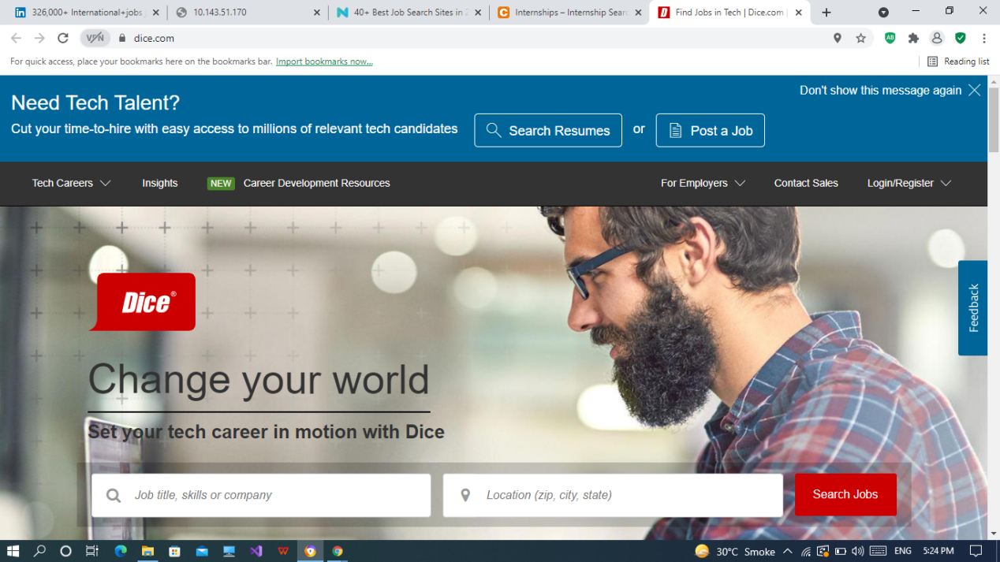 326,000+ International+jobs
10.143.51.170
40+ Best Job Search Sites in 2
Internships – Internship Sear
Find Jobs in Tech | Dice.com |
VPN
dice.com
For quick access, place your bookmarks here on the bookmarks bar. Import bookmarks now...
Reading list
Don't show this message again
Need Tech Talent?
Cut your time-to-hire with easy access to millions of relevant tech candidates
Search Resumes
or
Post a Job
Tech Careers
Insights
NEW
Career Development Resources
For Employers
Contact Sales
Login/Register
Dice®
Feedback
Change your world
Set your tech career in motion with Dice
Job title, skills or company
Location (zip, city, state)
Search Jobs
30°C Smoke
ENG
5:24 PM